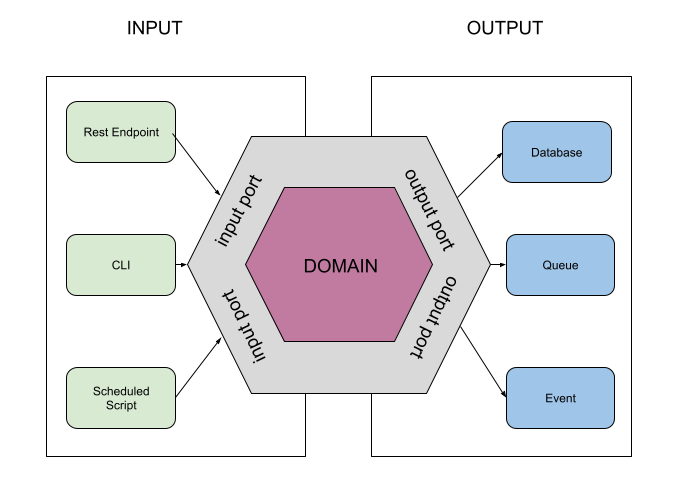 INPUT
OUTPUT
Rest Endpoint
CLI
Scheduled
Script
input port
input port
DOMAIN
output port
output port
Database
Queue
Event